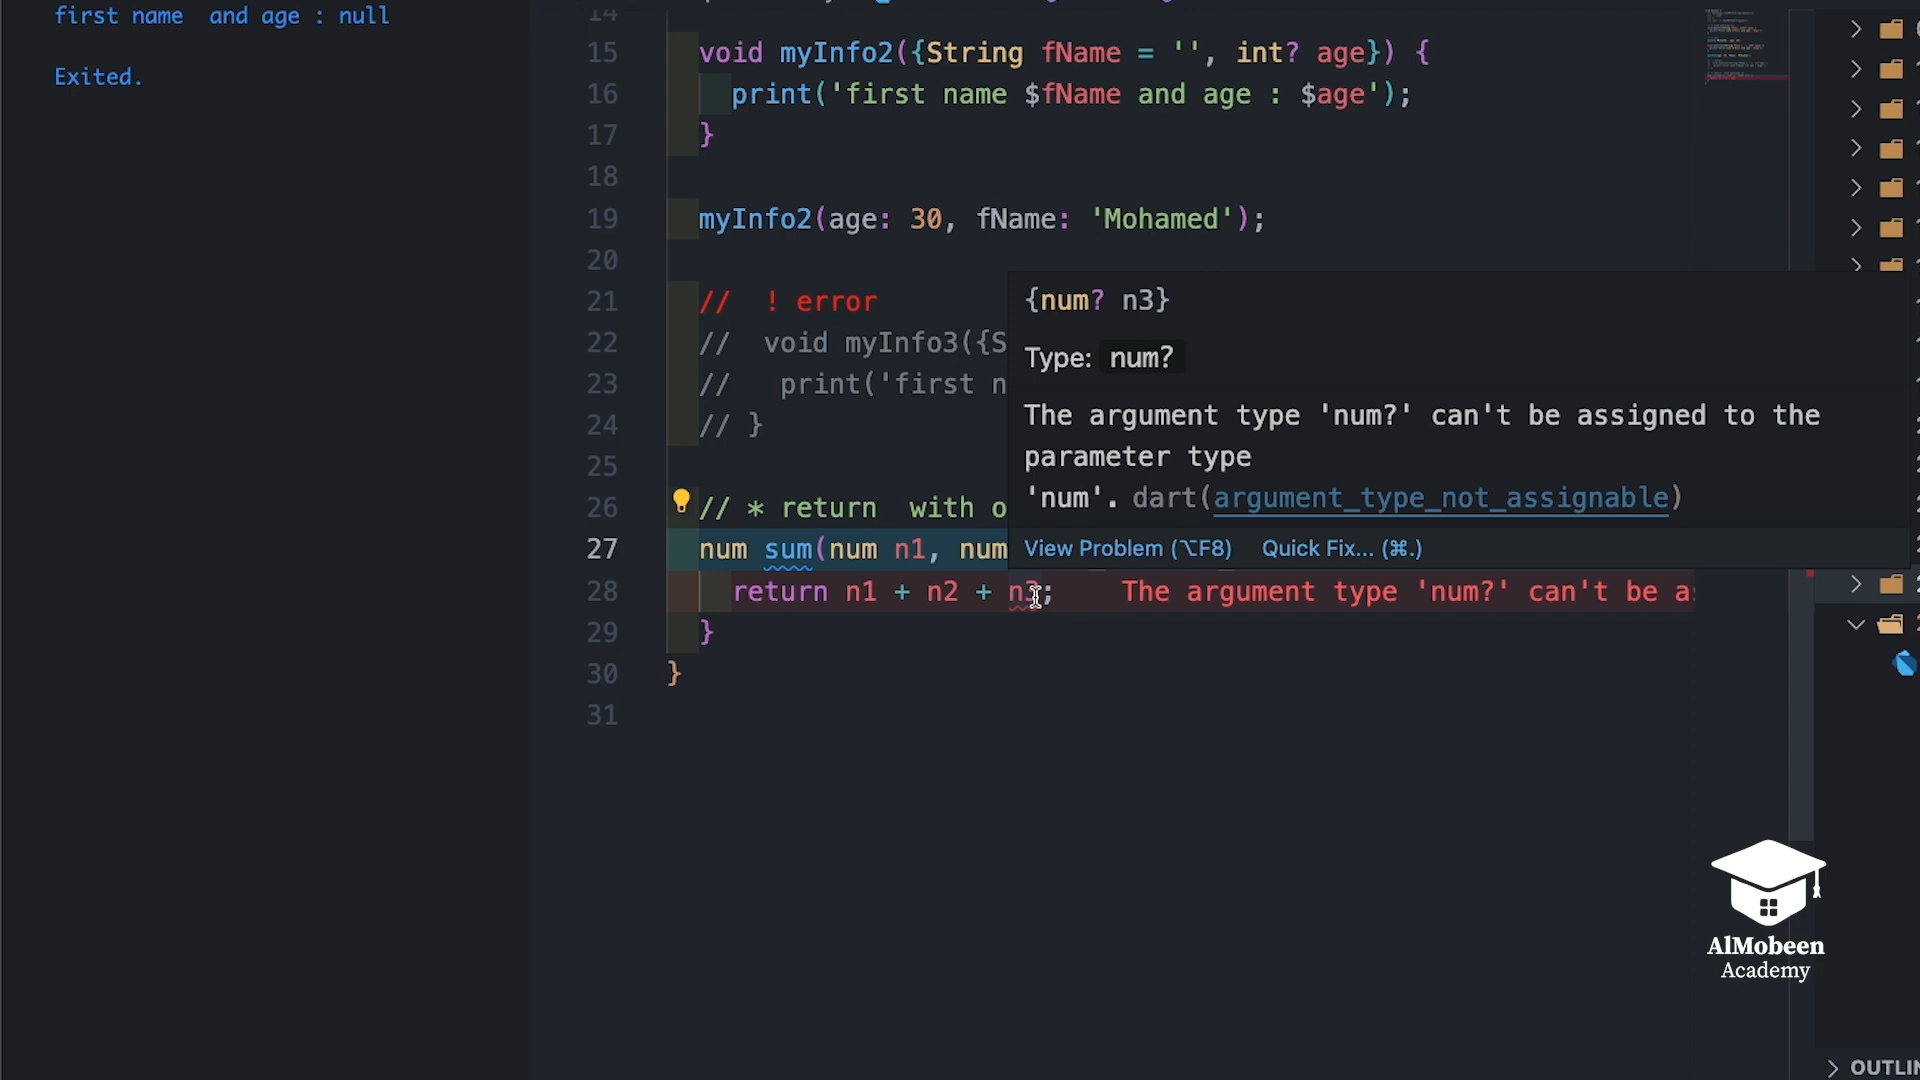 first name  and age : null
Exited.
14
15 void myInfo2({String fName = '', int? age}) {
16 print('first name $fName and age : $age');
17 }
18
19 myInfo2(age: 30, fName: 'Mohamed');
20
21 //  ! error
22 //  void myInfo3({S
23 //   print('first n
24 // }
25
26 // * return  with o
27 num sum(num n1, num
28 return n1 + n2 + n3;    The argument type 'num?' can't be as
29 }
30 }
31
{num? n3}
Type: num?
The argument type 'num?' can't be assigned to the
parameter type
'num'. dart(argument_type_not_assignable)
View Problem (⌥F8) Quick Fix... (⌘.)
AlMobeen
Academy
OUTLIN